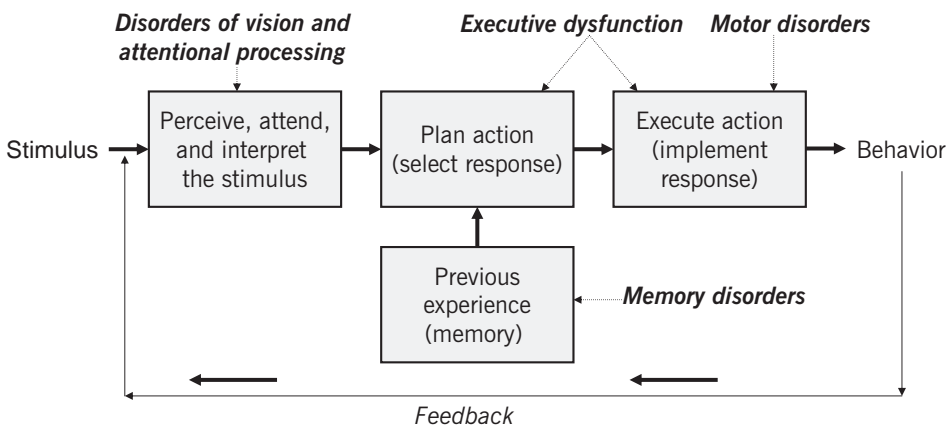 Disorders of vision and
attentional processing
Executive dysfunction
Motor disorders
Stimulus
Perceive, attend,
and interpret
the stimulus
Plan action
(select response)
Execute action
(implement
response)
Behavior
Previous
experience
(memory)
Memory disorders
Feedback